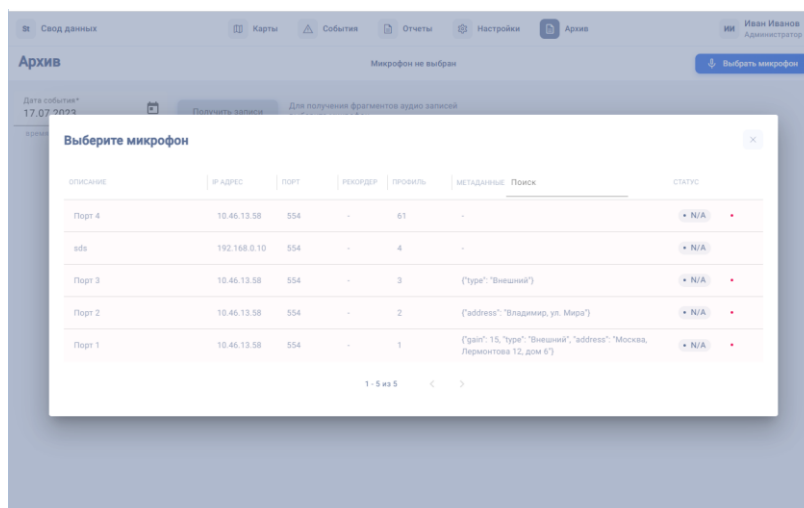 St Свод данных Карты События Отчеты Настройки Архив ИИ Иван Иванов
Администратор
Архив Микрофон не выбран Выбрать микрофон
Дата события*
17.07.2023 Получить записи Для получения фрагментов аудио записей
Выберите микрофон
ОПИСАНИЕ IP АДРЕС ПОРТ РЕКОРДЕР ПРОФИЛЬ МЕТАДАННЫЕ Поиск СТАТУС
Порт 4 10.46.13.58 554 - 61 - • N/A
sds 192.168.0.10 554 - 4 - • N/A
Порт 3 10.46.13.58 554 - 3 {"type": "Внешний"} • N/A
Порт 2 10.46.13.58 554 - 2 {"address": "Владимир, ул. Мира"} • N/A
Порт 1 10.46.13.58 554 - 1 {"gain": 15, "type": "Внешний", "address": "Москва, • N/A
Лермонтова 12, дом 6"}
1 - 5 из 5